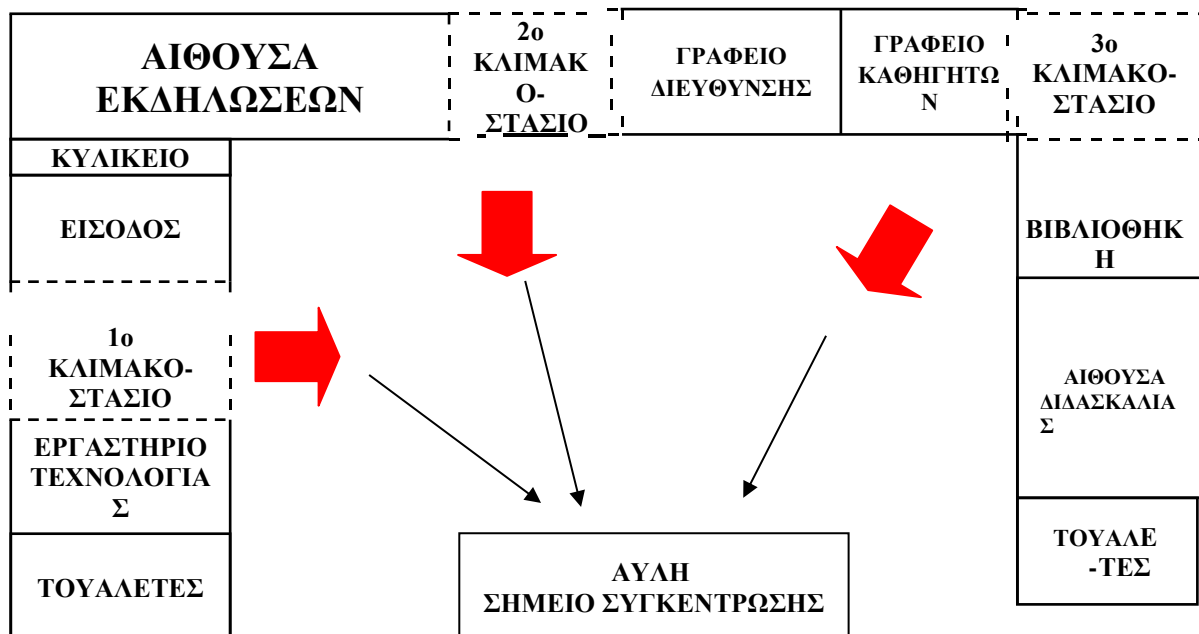 ΑΙΘΟΥΣΑ
ΕΚΔΗΛΩΣΕΩΝ
2ο
ΚΛΙΜΑΚ
Ο-
ΣΤΑΣΙΟ
ΓΡΑΦΕΙΟ
ΔΙΕΥΘΥΝΣΗΣ
ΓΡΑΦΕΙΟ
ΚΑΘΗΓΗΤΩ
Ν
3ο
ΚΛΙΜΑΚΟ-
ΣΤΑΣΙΟ
ΚΥΛΙΚΕΙΟ
ΕΙΣΟΔΟΣ
ΒΙΒΛΙΟΘΗΚ
Η
1ο
ΚΛΙΜΑΚΟ-
ΣΤΑΣΙΟ
ΑΙΘΟΥΣΑ
ΔΙΔΑΣΚΑΛΙΑ
Σ
ΕΡΓΑΣΤΗΡΙΟ
ΤΕΧΝΟΛΟΓΙΑ
Σ
ΤΟΥΑΛΕΤΕΣ
ΑΥΛΗ
ΣΗΜΕΙΟ ΣΥΓΚΕΝΤΡΩΣΗΣ
ΤΟΥΑΛΕ
-ΤΕΣ